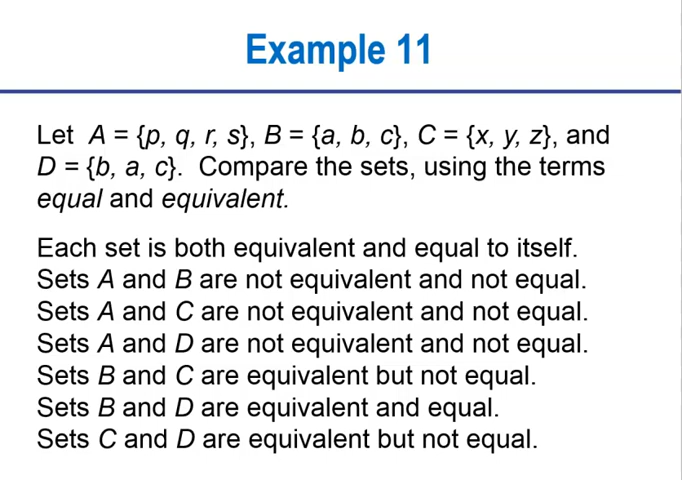 Example 11
Let A = {p, q, r, s}, B = {a, b, c}, C = {x, y, z}, and
D = {b, a, c}. Compare the sets, using the terms
equal and equivalent.
Each set is both equivalent and equal to itself.
Sets A and B are not equivalent and not equal.
Sets A and C are not equivalent and not equal.
Sets A and D are not equivalent and not equal.
Sets B and C are equivalent but not equal.
Sets B and D are equivalent and equal.
Sets C and D are equivalent but not equal.